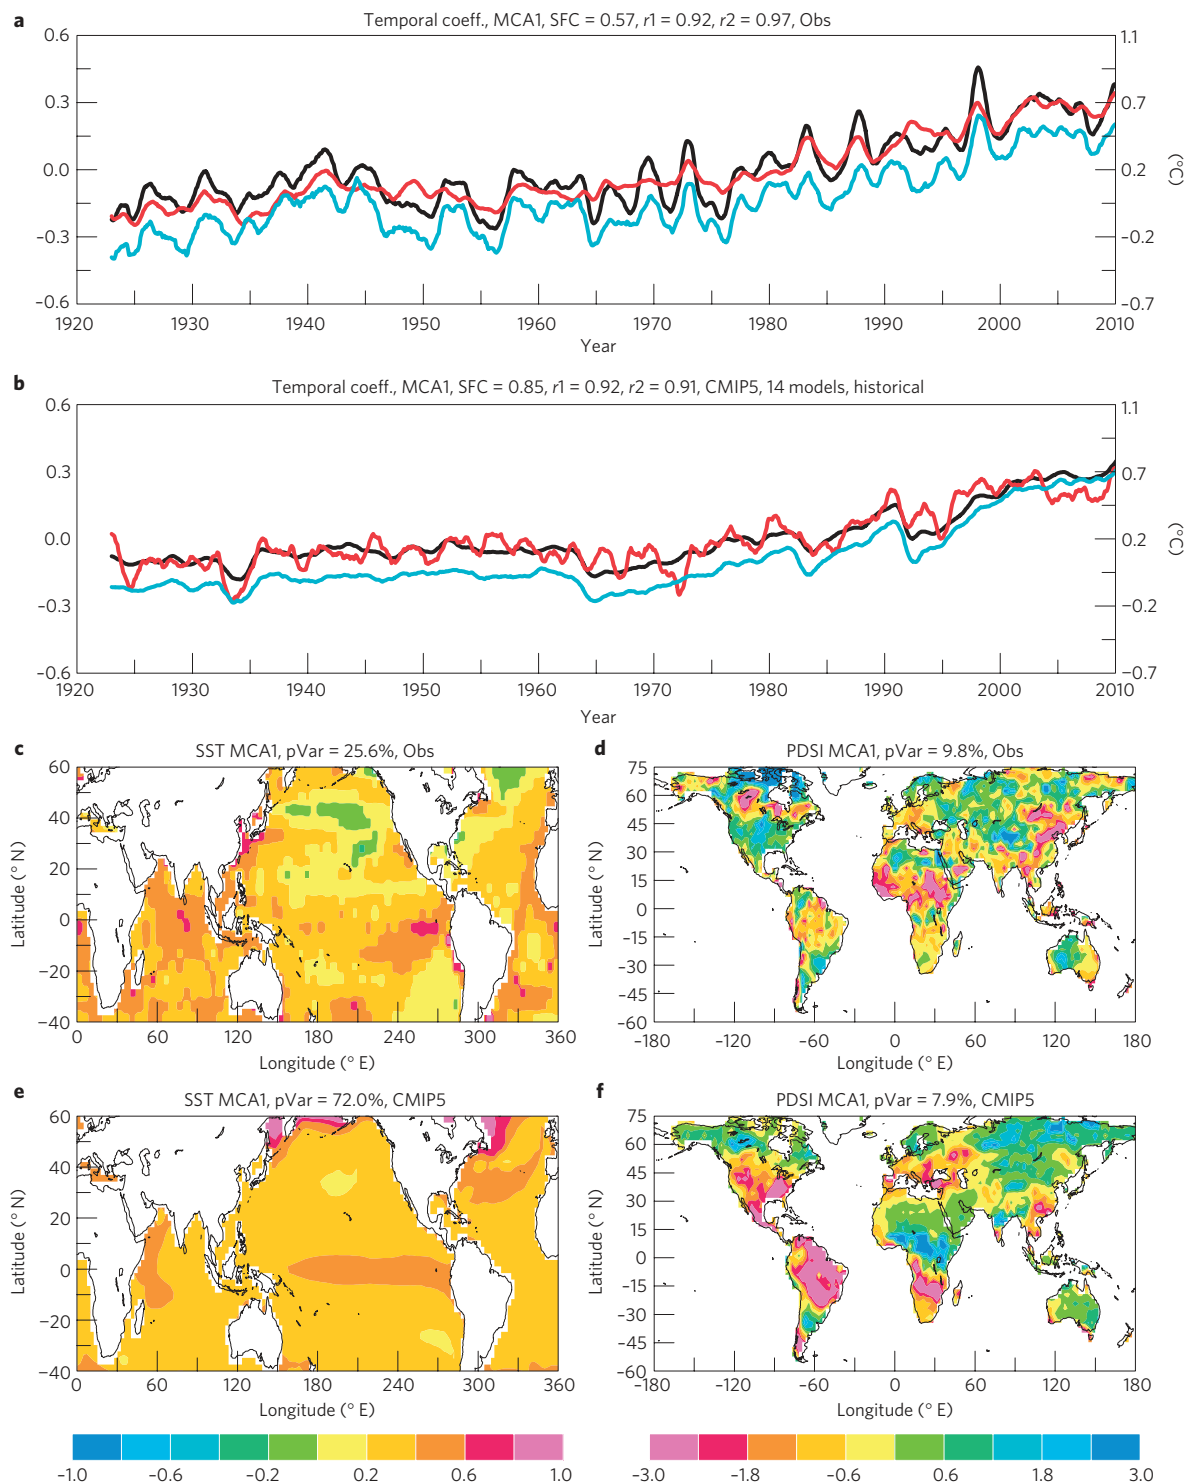 a
Temporal coeff., MCA1, SFC = 0.57, r1 = 0.92, r2 = 0.97, Obs
0.6
0.3
0.0
−0.3
−0.6
1.1
0.7
0.2
−0.2
−0.7
(°C)
1920 1930 1940 1950 1960 1970 1980 1990 2000 2010
Year
b
Temporal coeff., MCA1, SFC = 0.85, r1 = 0.92, r2 = 0.91, CMIP5, 14 models, historical
0.6
0.3
0.0
−0.3
−0.6
1.1
0.7
0.2
−0.2
−0.7
(°C)
1920 1930 1940 1950 1960 1970 1980 1990 2000 2010
Year
c
SST MCA1, pVar = 25.6%, Obs
60
40
20
0
−20
−40
Latitude (° N)
0 60 120 180 240 300 360
Longitude (° E)
d
PDSI MCA1, pVar = 9.8%, Obs
75
60
45
30
15
0
−15
−30
−45
−60
Latitude (° N)
-180 -120 -60 0 60 120 180
Longitude (° E)
e
SST MCA1, pVar = 72.0%, CMIP5
60
40
20
0
−20
−40
Latitude (° N)
0 60 120 180 240 300 360
Longitude (° E)
f
PDSI MCA1, pVar = 7.9%, CMIP5
75
60
45
30
15
0
−15
−30
−45
−60
Latitude (° N)
-180 -120 -60 0 60 120 180
Longitude (° E)
-1.0 -0.6 -0.2 0.2 0.6 1.0
-3.0 -1.8 -0.6 0.6 1.8 3.0